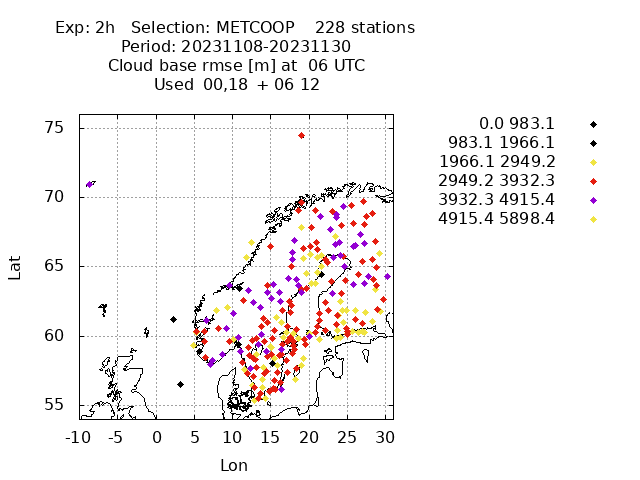 Exp: 2h   Selection: METCOOP    228 stations
Period: 20231108-20231130
Cloud base rmse [m] at  06 UTC
Used  00,18  + 06 12
0.0 983.1
983.1 1966.1
1966.1 2949.2
2949.2 3932.3
3932.3 4915.4
4915.4 5898.4
75
70
65
60
55
Lat
-10 -5 0 5 10 15 20 25 30
Lon